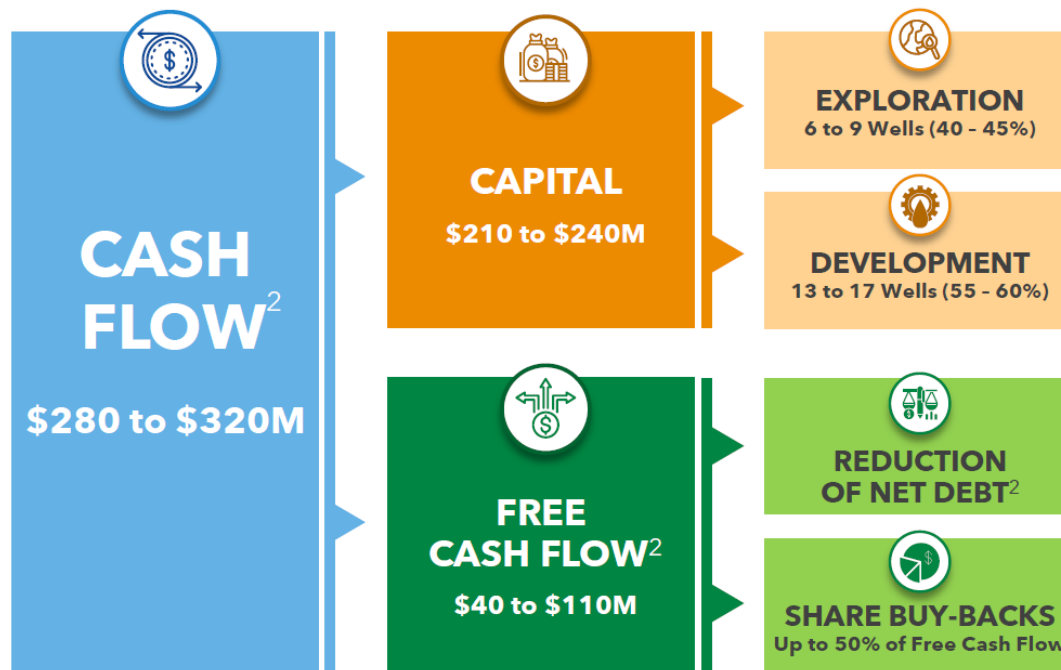 CASH
FLOW2
$280 to $320M
CAPITAL
$210 to $240M
EXPLORATION
6 to 9 Wells (40 – 45%)
DEVELOPMENT
13 to 17 Wells (55 – 60%)
FREE
CASH FLOW2
$40 to $110M
REDUCTION
OF NET DEBT2
SHARE BUY-BACKS
Up to 50% of Free Cash Flow